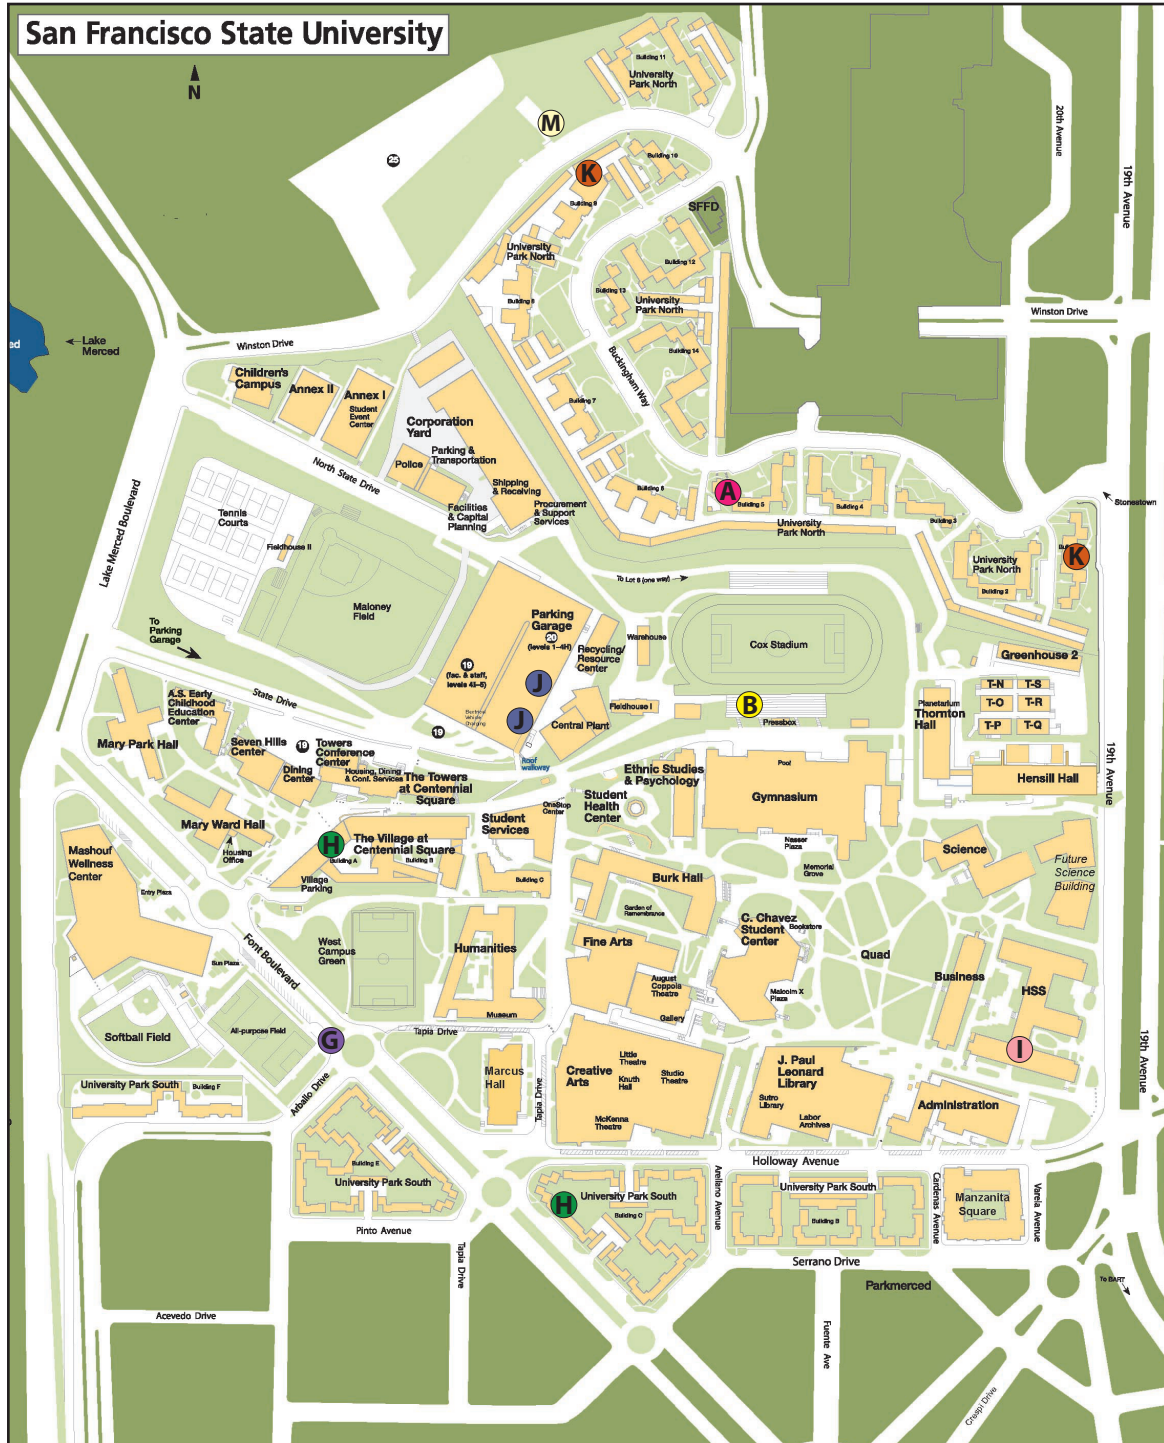 San Francisco State University
N
Building 11
University
Park North
M
25
K
Building 10
Building 9
SFFD
20th Avenue
19th Avenue
University
Park North
Building 12
Building 13
University
Park North
Winston Drive
ed
Lake
Merced
Winston Drive
Building 14
Buckingham Way
Children's
Campus
Annex II
Annex I
Student
Event
Center
Building 7
Corporation
Yard
Parking &
Transportation
Police
North State Drive
Shipping
& Receiving
Facilities
& Capital
Planning
Procurement
& Support
Services
Building 6
A
Building 5
Building 4
Building 3
Stonestown
University
Park North
Lake Merced Boulevard
Tennis
Courts
Fieldhouse II
K
University
Park North
Building 2
To Lot 6 (one way)
Maloney
Field
Parking
Garage
20
(levels 1–4H)
To
Parking
Garage
Warehouse
Cox Stadium
Recycling/
Resource
Center
Greenhouse 2
19
(fac. & staff,
levels 4S–5)
J
T-N
T-S
T-O
T-R
T-P
T-Q
State Drive
A.S. Early
Childhood
Education
Center
Fieldhouse I
B
Pressbox
Planetarium
Thornton
Hall
Electric
Vehicle
Charging
J
Central Plant
19
Mary Park Hall
Seven Hills
Center
19
Towers
Conference
Center
Roof
walkway
19th Avenue
Dining
Center
Housing, Dining
& Conf. Services
The Towers
at Centennial
Square
Ethnic Studies
& Psychology
Pool
Hensill Hall
Gymnasium
Student
Health
Center
OneStop
Center
Student
Services
Mary Ward Hall
Housing
Office
H
The Village at
Centennial Square
Building A
Building B
Nasser
Plaza
Science
Mashouf
Wellness
Center
Future
Science
Building
Memorial
Grove
Village
Parking
Building C
Burk Hall
Entry Plaza
Garden of
Remembrance
C. Chavez
Student
Center
Bookstore
West
Campus
Green
Humanities
Fine Arts
Quad
Font Boulevard
Sun Plaza
August
Coppola
Theatre
Business
HSS
Malcolm X
Plaza
Museum
Gallery
Softball Field
All-purpose Field
G
Tapia Drive
I
19th Avenue
Marcus
Hall
Little
Theatre
Creative
Arts
Knuth
Hall
Studio
Theatre
J. Paul
Leonard
Library
University Park South
Building F
Arballo Drive
Tapia Drive
Sutro
Library
Labor
Archives
Administration
McKenna
Theatre
Holloway Avenue
Building E
University Park South
Arellano Avenue
Cardenas Avenue
Varela Avenue
H
University Park South
Building C
University Park South
Building B
Manzanita
Square
Pinto Avenue
Tapia Drive
Serrano Drive
Parkmerced
To BART
Acevedo Drive
Fuente Ave
Crespi Drive